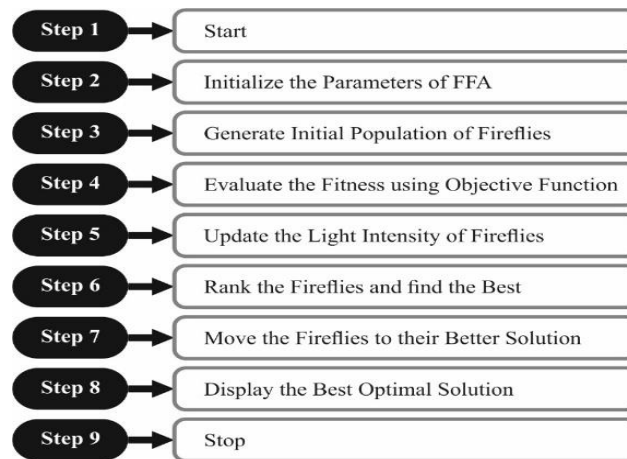 Step 1 Start
Step 2 Initialize the Parameters of FFA
Step 3 Generate Initial Population of Fireflies
Step 4 Evaluate the Fitness using Objective Function
Step 5 Update the Light Intensity of Fireflies
Step 6 Rank the Fireflies and find the Best
Step 7 Move the Fireflies to their Better Solution
Step 8 Display the Best Optimal Solution
Step 9 Stop